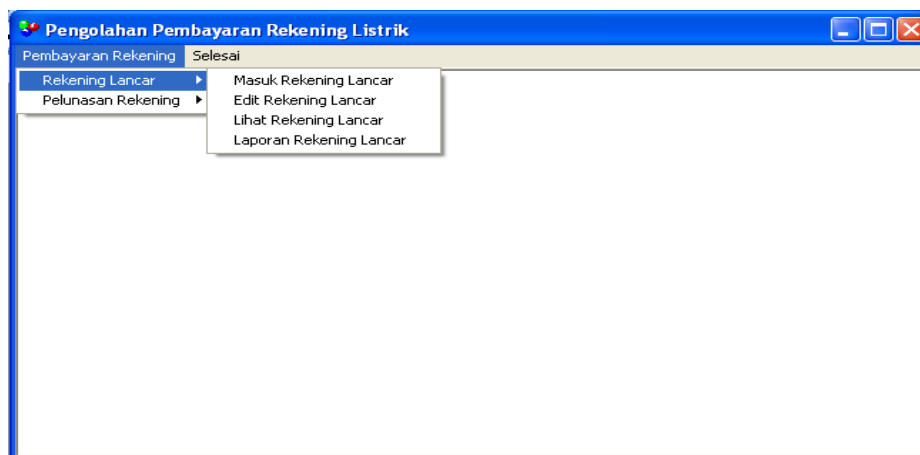 Pengolahan Pembayaran Rekening Listrik
Pembayaran Rekening Selesai
Rekening Lancar
Pelunasan Rekening
Masuk Rekening Lancar
Edit Rekening Lancar
Lihat Rekening Lancar
Laporan Rekening Lancar